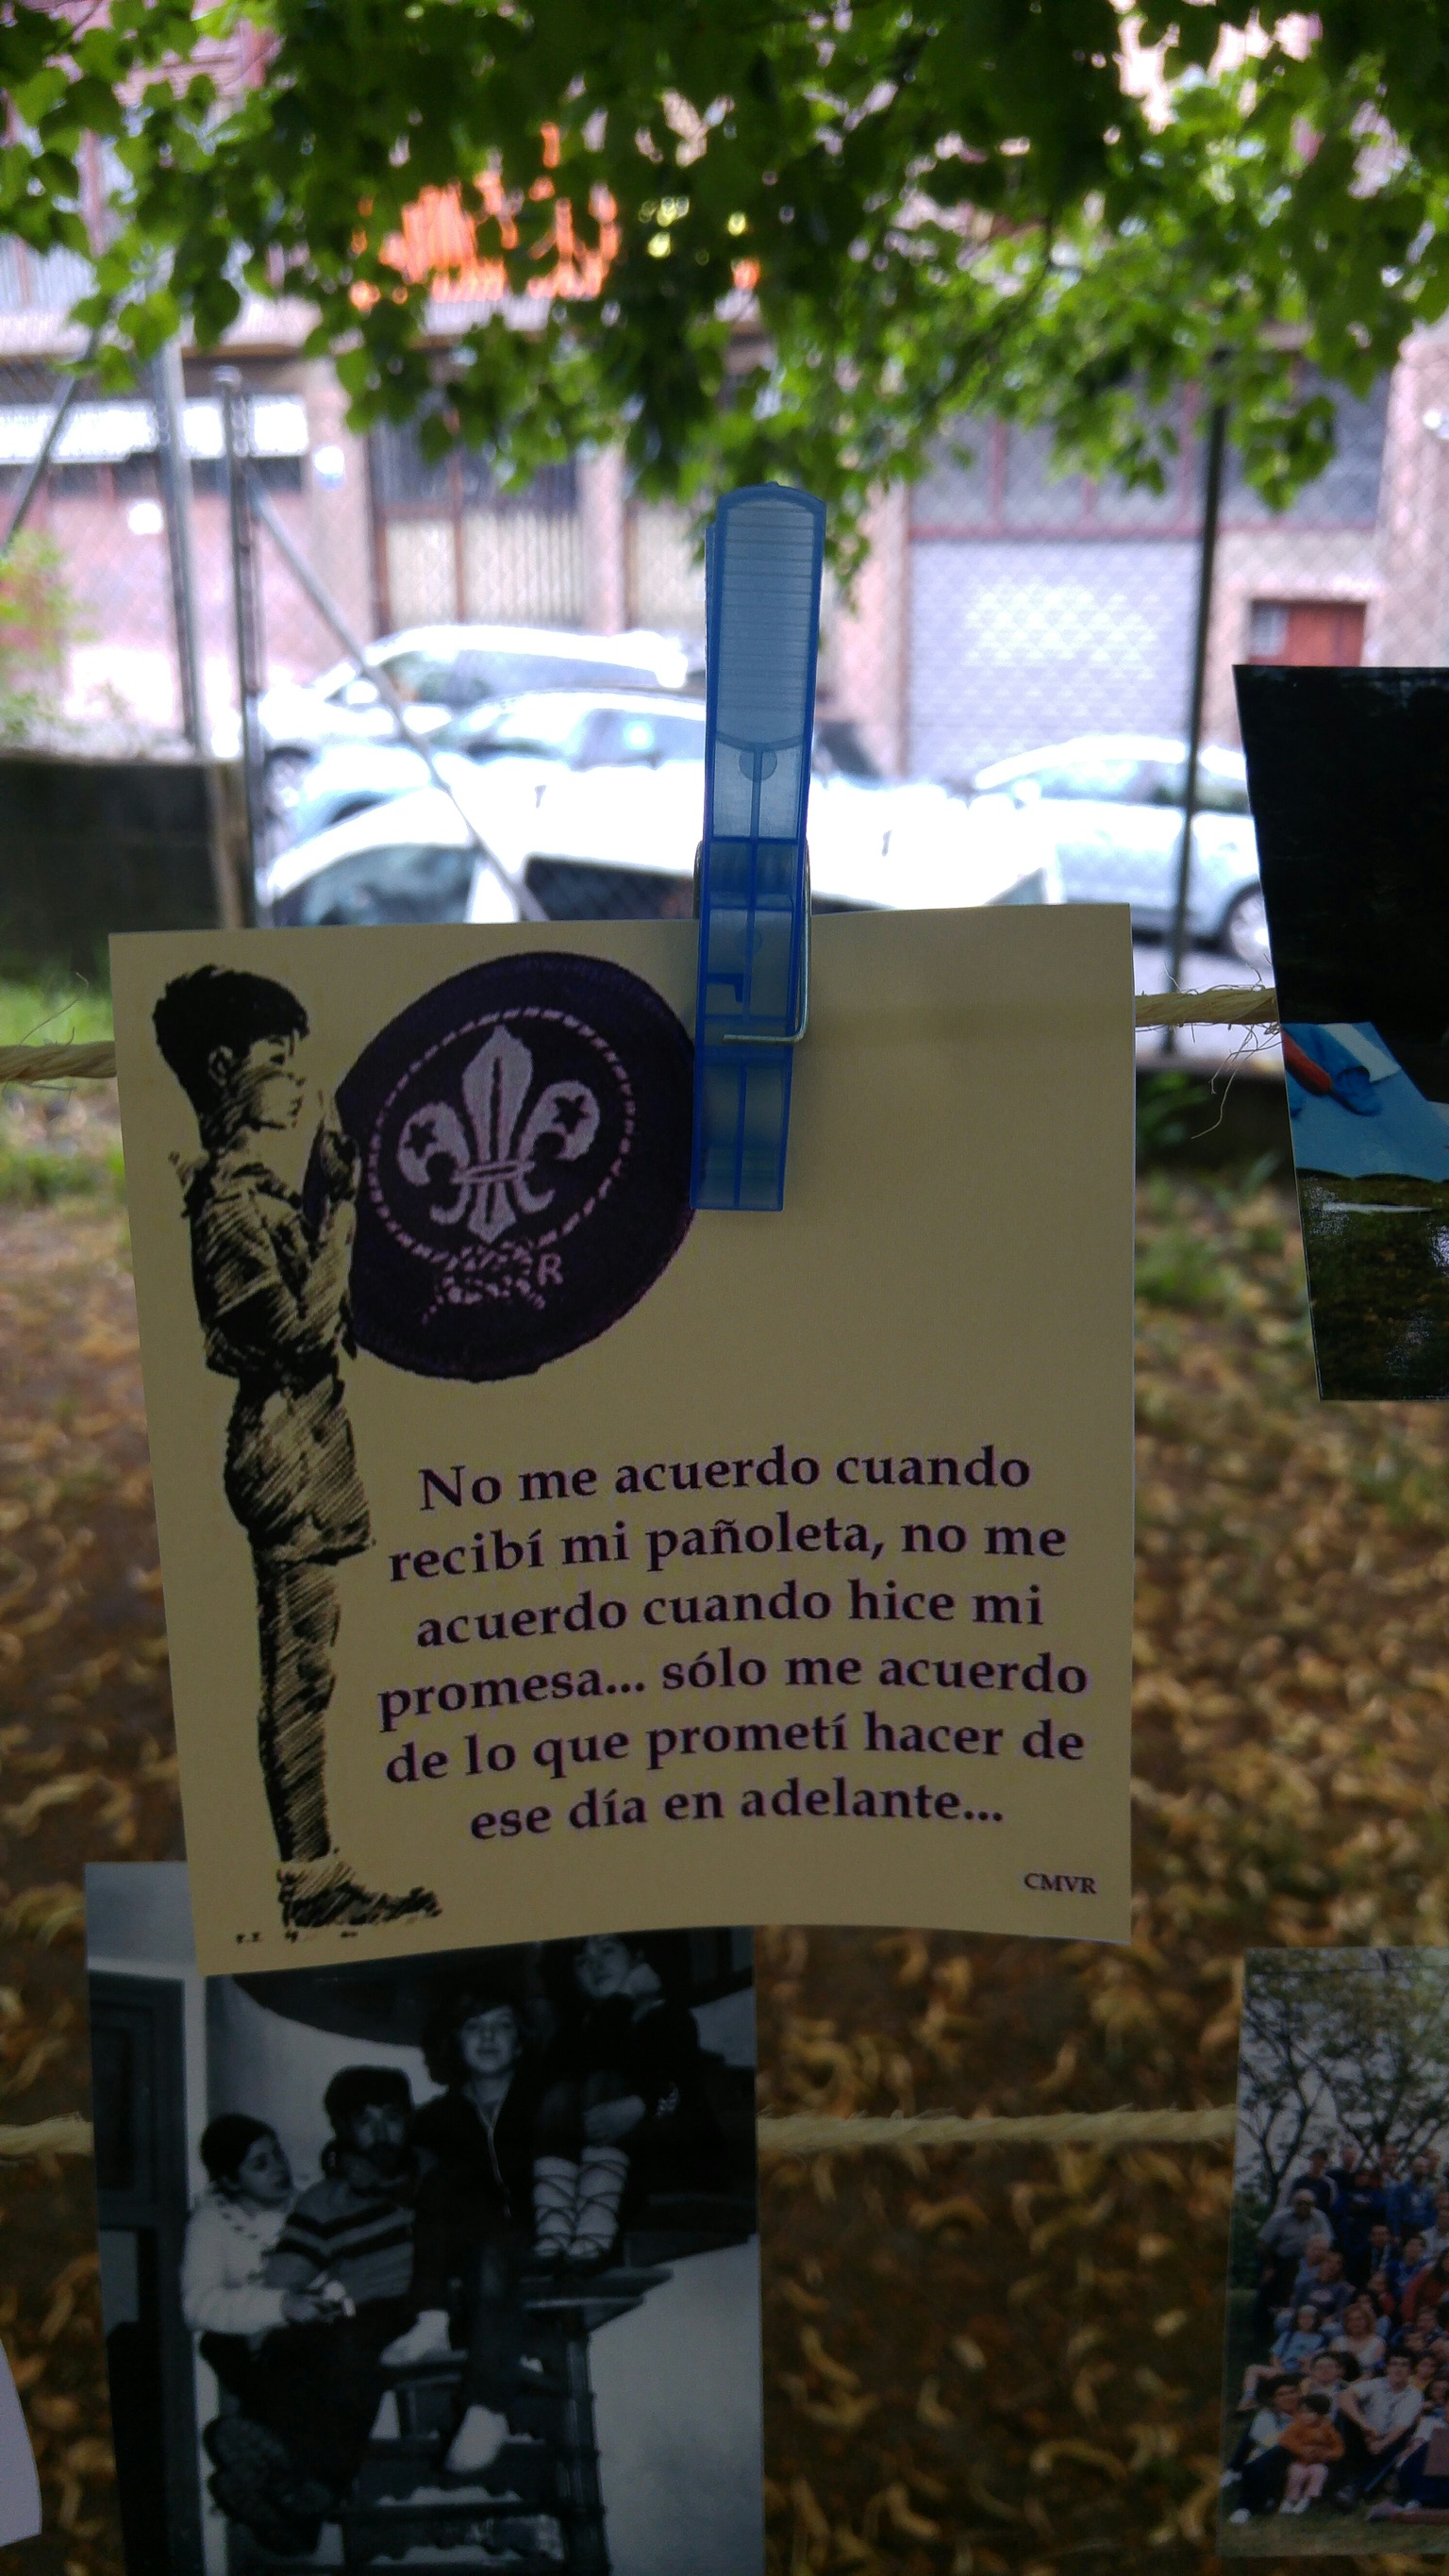 R
No me acuerdo cuando
recibí mi pañoleta, no me
acuerdo cuando hice mi
promesa... sólo me acuerdo
de lo que prometí hacer de
ese día en adelante...
CMVR